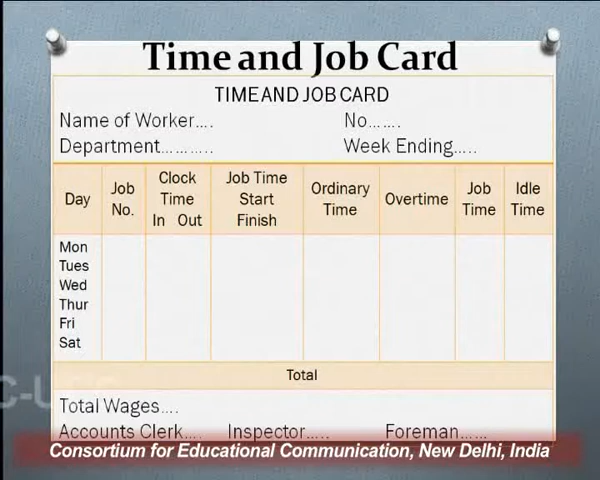 Time and Job Card
TIME AND JOB CARD
Name of Worker.... No.......
Department........... Week Ending.....
Day Job No. Clock Time In Out Job Time Start Finish Ordinary Time Overtime Job Time Idle Time
Mon
Tues
Wed
Thur
Fri
Sat
Total
Total Wages....
Accounts Clerk.... Inspector..... Foreman......
Consortium for Educational Communication, New Delhi, India